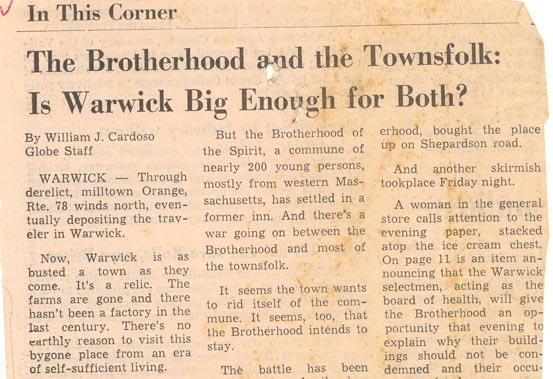 In This Corner
The Brotherhood and the Townsfolk:
Is Warwick Big Enough for Both?
By William J. Cardoso
Globe Staff
WARWICK — Through
derelict, milltown Orange,
Rte. 78 winds north, even-
tually depositing the trav-
eler in Warwick.
Now, Warwick is as
busted a town as they
come. It's a relic. The
farms are gone and there
hasn't been a factory in the
last century. There's no
earthly reason to visit this
bygone place from an era
of self-sufficient living.
But the Brotherhood of
the Spirit, a commune of
nearly 200 young persons,
mostly from western Mas-
sachusetts, has settled in a
former inn. And there's a
war going on between the
Brotherhood and most of
the townsfolk.
It seems the town wants
to rid itself of the com-
mune. It seems, too, that
the Brotherhood intends to
stay.
The battle has been
erhood, bought the place
up on Shepardson road.
And another skirmish
tookplace Friday night.
A woman in the general
store calls attention to the
evening paper, stacked
atop the ice cream chest.
On page 11 is an item an-
nouncing that the Warwick
selectmen, acting as the
board of health, will give
the Brotherhood an op-
portunity that evening to
explain why their build-
ings should not be con-
demned and their occu-